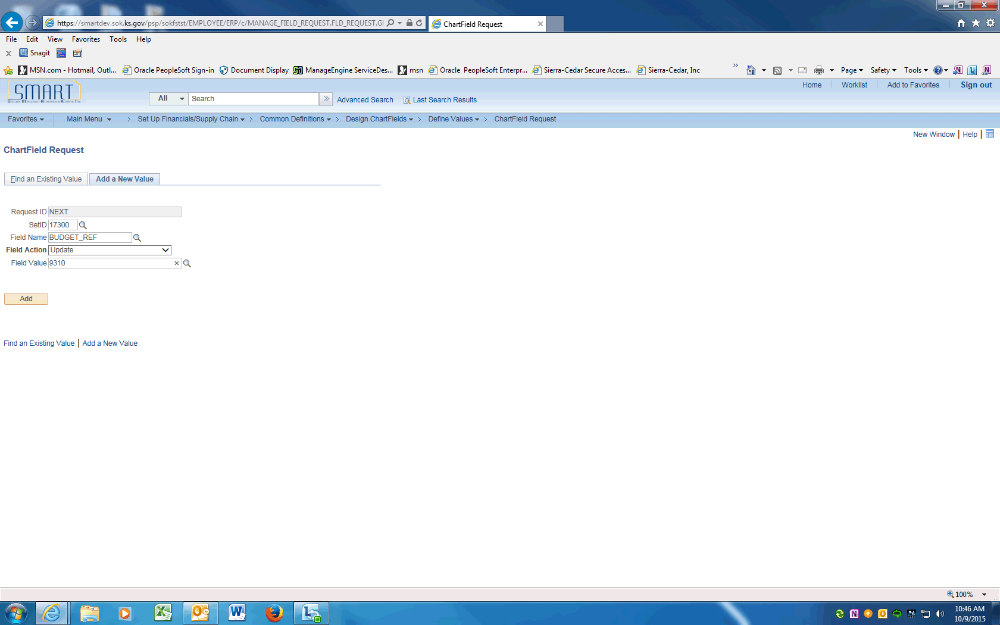 https://smartdev.sok.ks.gov/psp/sokfstst/EMPLOYEE/ERP/c/MANAGE_FIELD_REQUEST.FLD_REQUEST.GI
ChartField Request
File Edit View Favorites Tools Help
Snagit
MSN.com - Hotmail, Outl... Oracle PeopleSoft Sign-in Document Display ManageEngine ServiceDes... msn Oracle PeopleSoft Enterpr... Sierra-Cedar Secure Acces... Sierra-Cedar, Inc Page Safety Tools
SMART
Home Worklist Add to Favorites Sign out
All Search Advanced Search Last Search Results
Favorites Main Menu > Set Up Financials/Supply Chain > Common Definitions > Design ChartFields > Define Values > ChartField Request
New Window | Help |
ChartField Request
Find an Existing Value Add a New Value
Request ID NEXT
SetID 17300
Field Name BUDGET_REF
Field Action Update
Field Value 9310
Add
Find an Existing Value | Add a New Value
100%
10:46 AM
10/9/2015